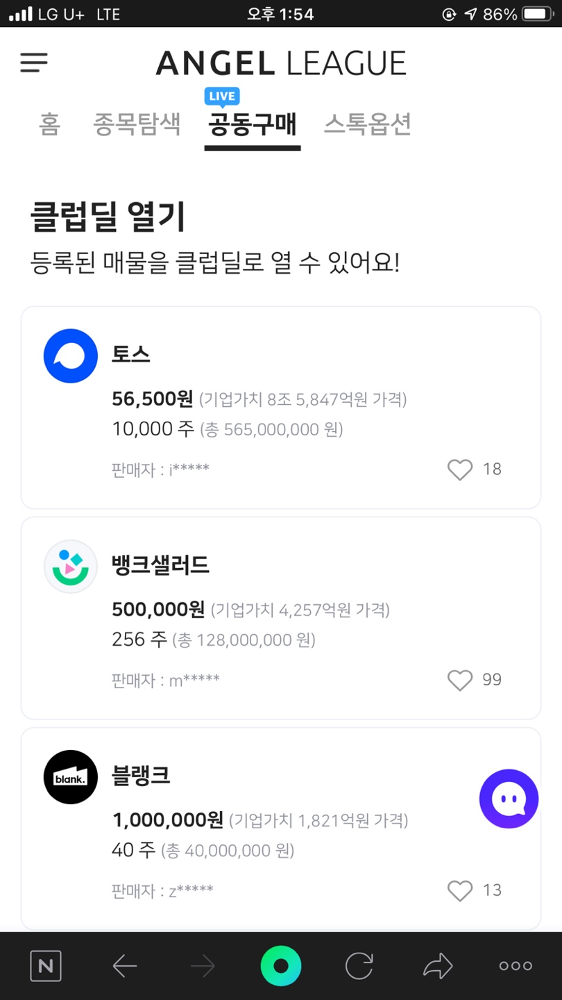 LG U+ LTE 오후 1:54 86%
ANGEL LEAGUE
LIVE
홈 종목탐색 공동구매 스톡옵션
클럽딜 열기
등록된 매물을 클럽딜로 열 수 있어요!
토스
56,500원 (기업가치 8조 5,847억원 가격)
10,000 주 (총 565,000,000 원)
판매자 : i***** 18
뱅크샐러드
500,000원 (기업가치 4,257억원 가격)
256 주 (총 128,000,000 원)
판매자 : m***** 99
blank.
블랭크
1,000,000원 (기업가치 1,821억원 가격)
40 주 (총 40,000,000 원)
판매자 : z***** 13
N